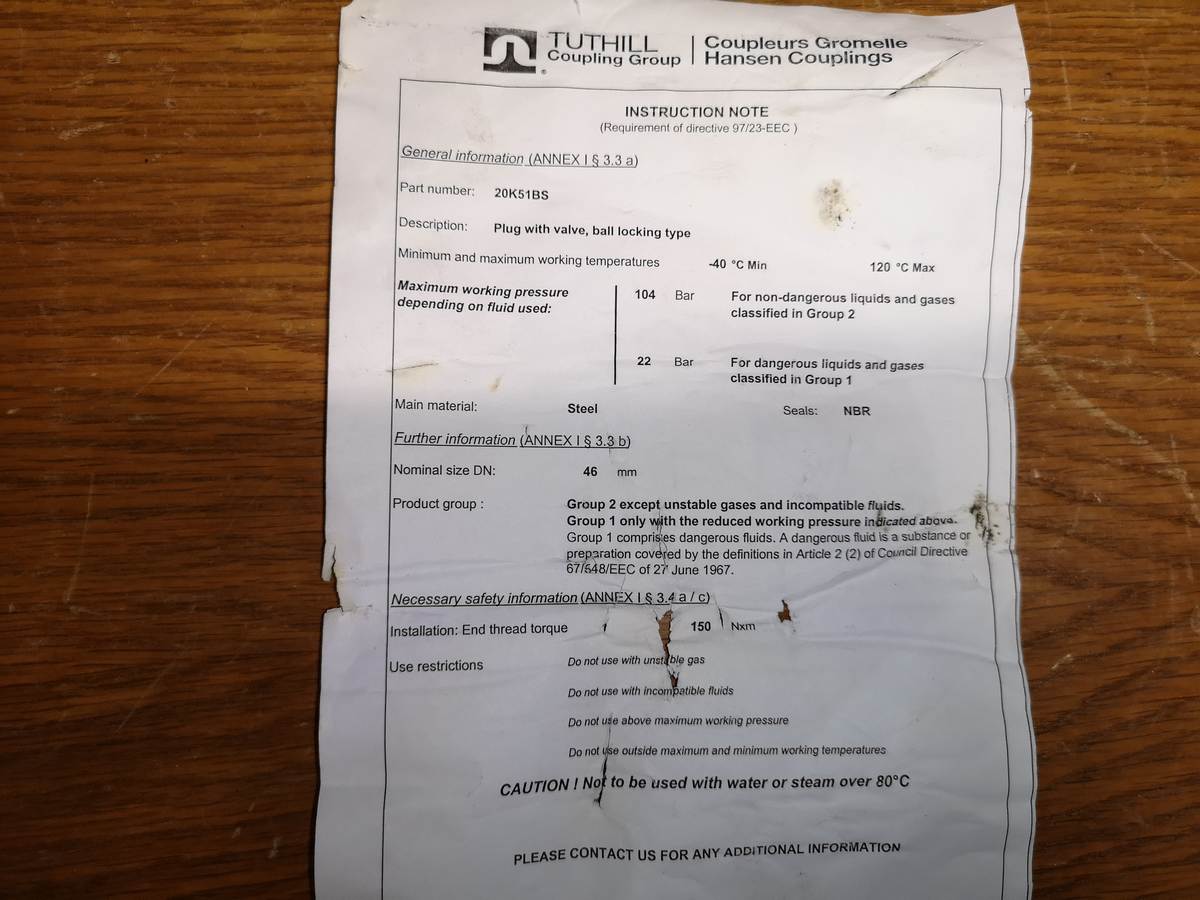 TUTHILL
Coupling Group
Coupleurs Gromelle
Hansen Couplings
INSTRUCTION NOTE
(Requirement of directive 97/23-EEC )
General information (ANNEX I § 3.3 a)
Part number: 20K51BS
Description: Plug with valve, ball locking type
Minimum and maximum working temperatures -40 °C Min 120 °C Max
Maximum working pressure
depending on fluid used:
104 Bar For non-dangerous liquids and gases
classified in Group 2
22 Bar For dangerous liquids and gases
classified in Group 1
Main material: Steel Seals: NBR
Further information (ANNEX I § 3.3 b)
Nominal size DN: 46 mm
Product group : Group 2 except unstable gases and incompatible fluids.
Group 1 only with the reduced working pressure indicated above.
Group 1 comprises dangerous fluids. A dangerous fluid is a substance or
preparation covered by the definitions in Article 2 (2) of Council Directive
67/548/EEC of 27 June 1967.
Necessary safety information (ANNEX I § 3.4 a / c)
Installation: End thread torque 150 Nxm
Use restrictions Do not use with unstable gas
Do not use with incompatible fluids
Do not use above maximum working pressure
Do not use outside maximum and minimum working temperatures
CAUTION ! Not to be used with water or steam over 80°C
PLEASE CONTACT US FOR ANY ADDITIONAL INFORMATION